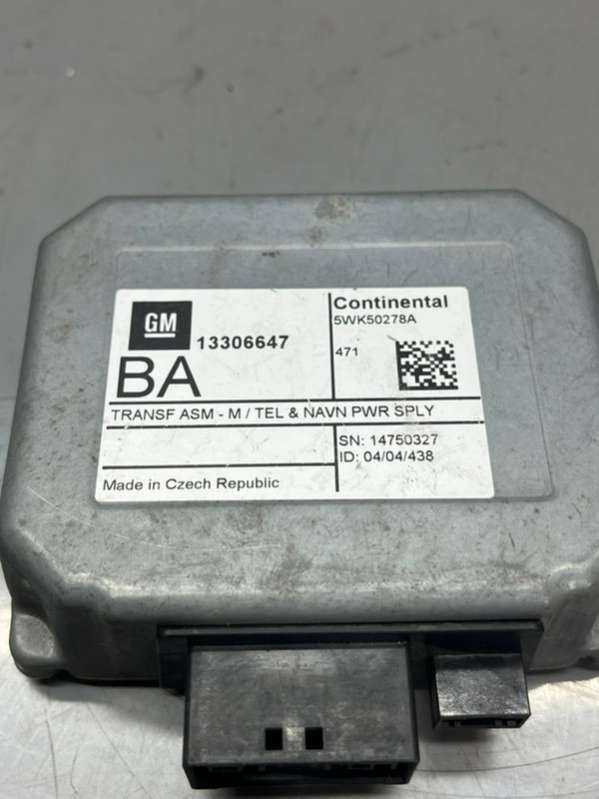 GM 13306647
BA
Continental
5WK50278A
471
TRANSF ASM - M / TEL & NAVN PWR SPLY
SN: 14750327
ID: 04/04/438
Made in Czech Republic